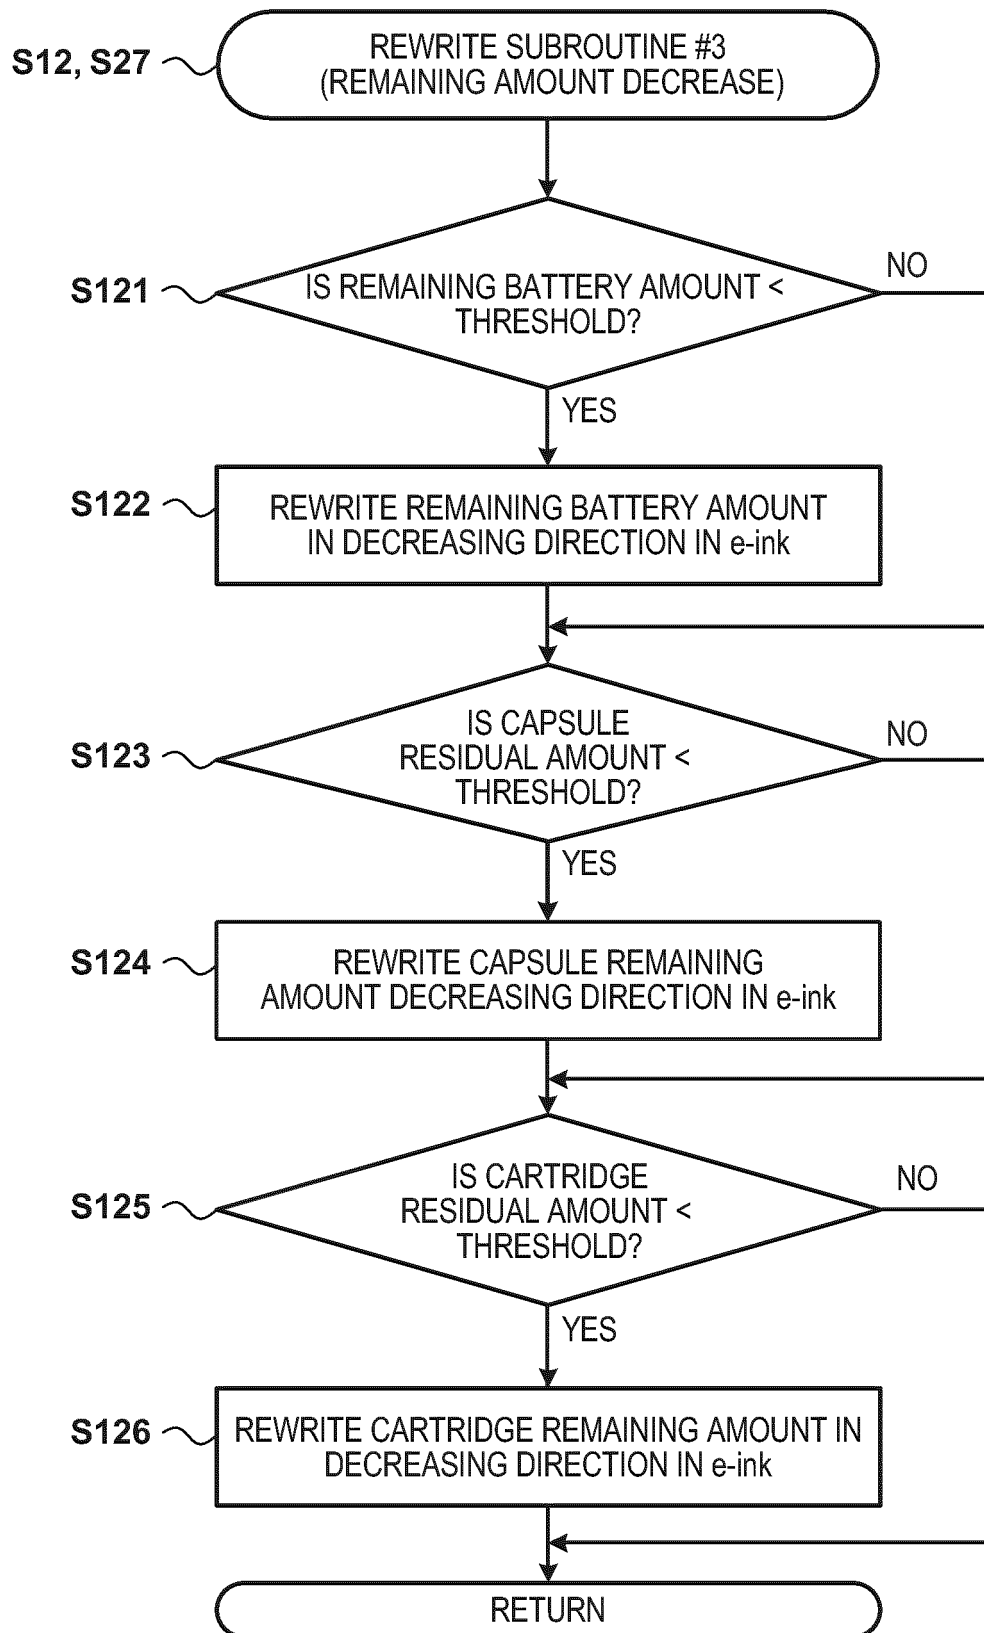 S12, S27
REWRITE SUBROUTINE #3
(REMAINING AMOUNT DECREASE)
S121
IS REMAINING BATTERY AMOUNT <
THRESHOLD?
NO
YES
S122
REWRITE REMAINING BATTERY AMOUNT
IN DECREASING DIRECTION IN e-ink
S123
IS CAPSULE
RESIDUAL AMOUNT <
THRESHOLD?
NO
YES
S124
REWRITE CAPSULE REMAINING
AMOUNT DECREASING DIRECTION IN e-ink
S125
IS CARTRIDGE
RESIDUAL AMOUNT <
THRESHOLD?
NO
YES
S126
REWRITE CARTRIDGE REMAINING AMOUNT IN
DECREASING DIRECTION IN e-ink
RETURN